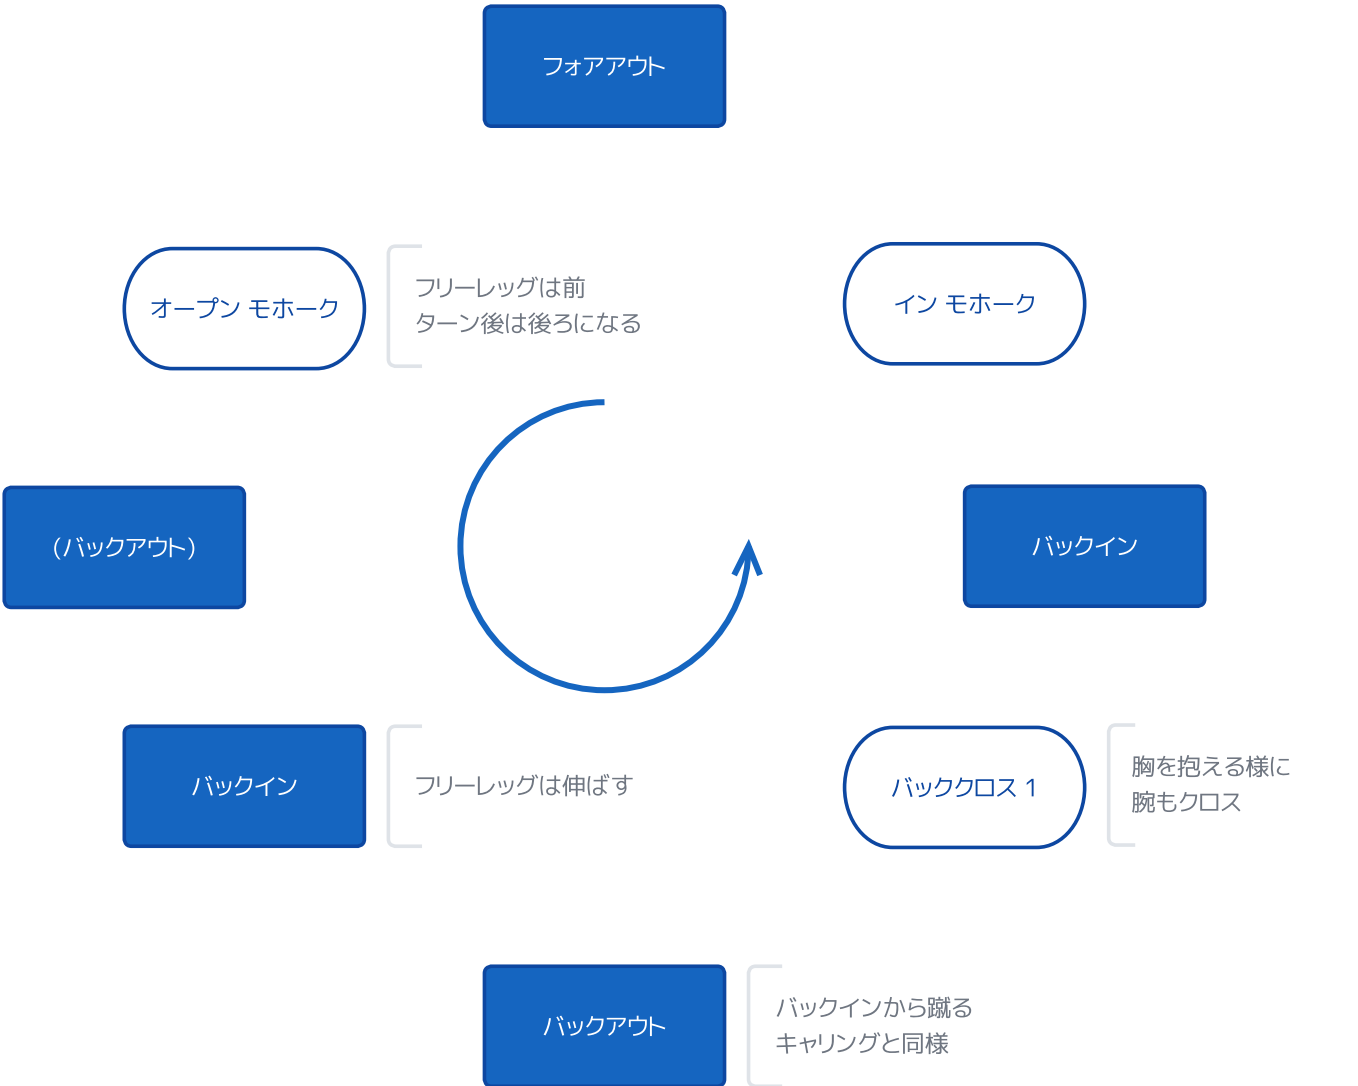 フォアアウト
オープン モホーク
フリーレッグは前
ターン後は後ろになる
イン モホーク
(バックアウト)
バックイン
バックイン
フリーレッグは伸ばす
バッククロス 1
胸を抱える様に
腕もクロス
バックアウト
バックインから蹴る
キャリングと同様